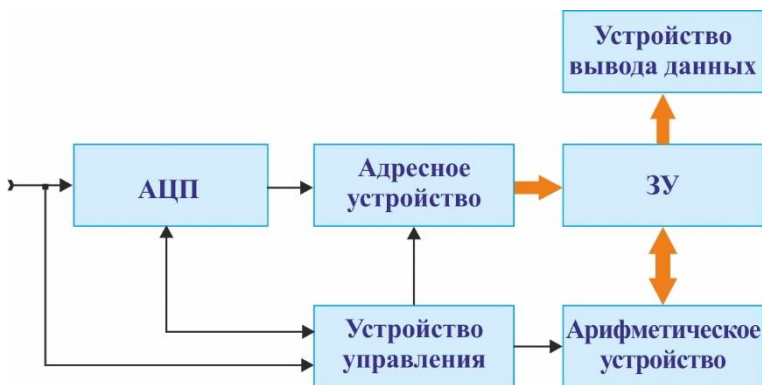 Устройство
вывода данных
АЦП
Адресное
устройство
ЗУ
Устройство
управления
Арифметическое
устройство